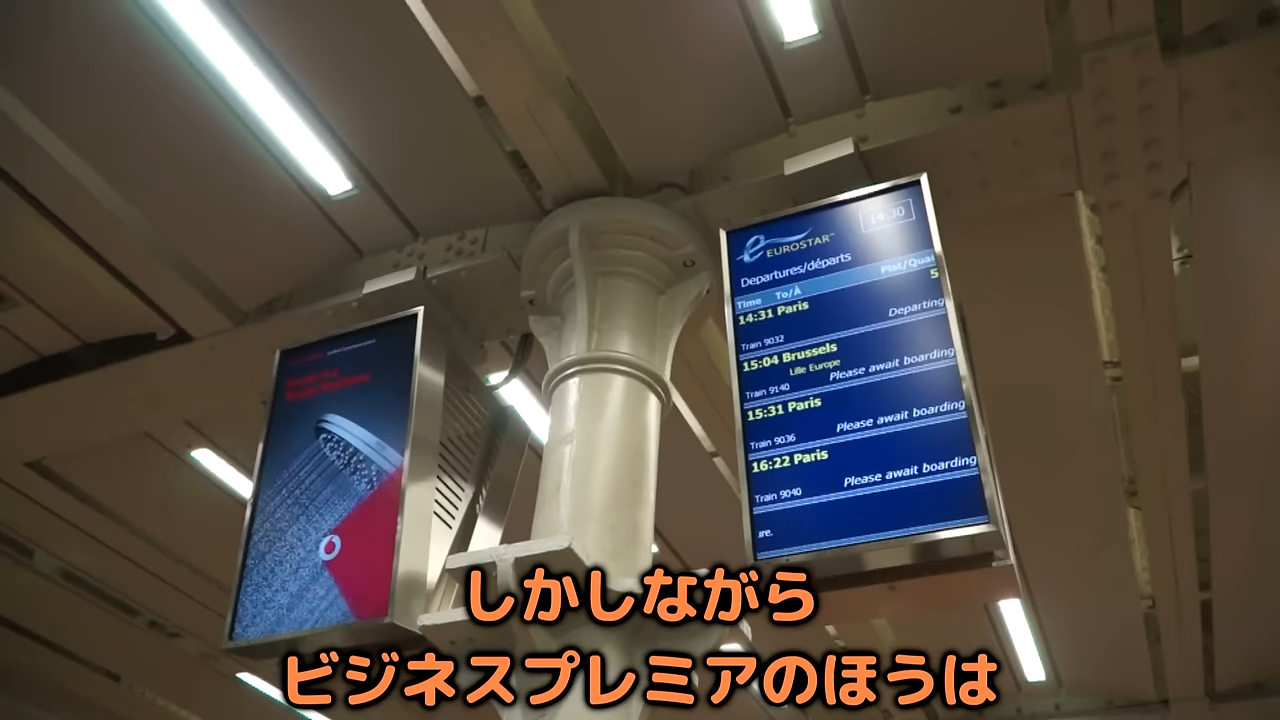 14:30
EUROSTAR™
Departures/départs
Time To/À Plat/Quai
14:31 Paris 5
Departing
Train 9032
15:04 Brussels
Lille Europe
Train 9140 Please await boarding
15:31 Paris
Train 9036 Please await boarding
16:22 Paris
Train 9040 Please await boarding
ure.
しかしながら
ビジネスプレミアのほうは